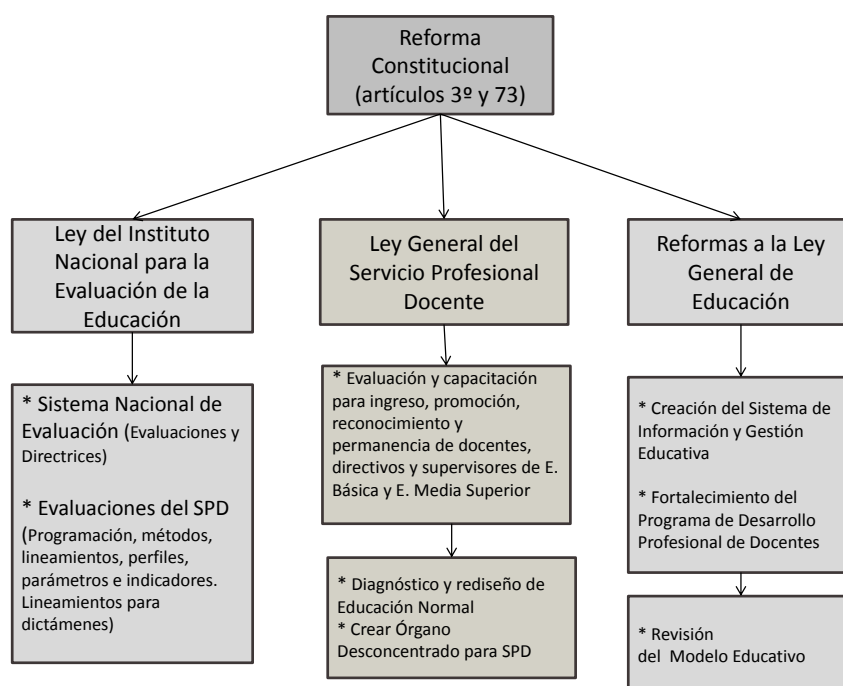 Reforma
Constitucional
(artículos 3º y 73)
Ley del Instituto
Nacional para la
Evaluación de la
Educación
Ley General del
Servicio Profesional
Docente
Reformas a la Ley
General de
Educación
* Sistema Nacional de
Evaluación (Evaluaciones y
Directrices)
* Evaluaciones del SPD
(Programación, métodos,
lineamientos, perfiles,
parámetros e indicadores.
Lineamientos para
dictámenes)
* Evaluación y capacitación
para ingreso, promoción,
reconocimiento y
permanencia de docentes,
directivos y supervisores de E.
Básica y E. Media Superior
* Diagnóstico y rediseño de
Educación Normal
* Crear Órgano
Desconcentrado para SPD
* Creación del Sistema de
Información y Gestión
Educativa
* Fortalecimiento del
Programa de Desarrollo
Profesional de Docentes
* Revisión
del Modelo Educativo